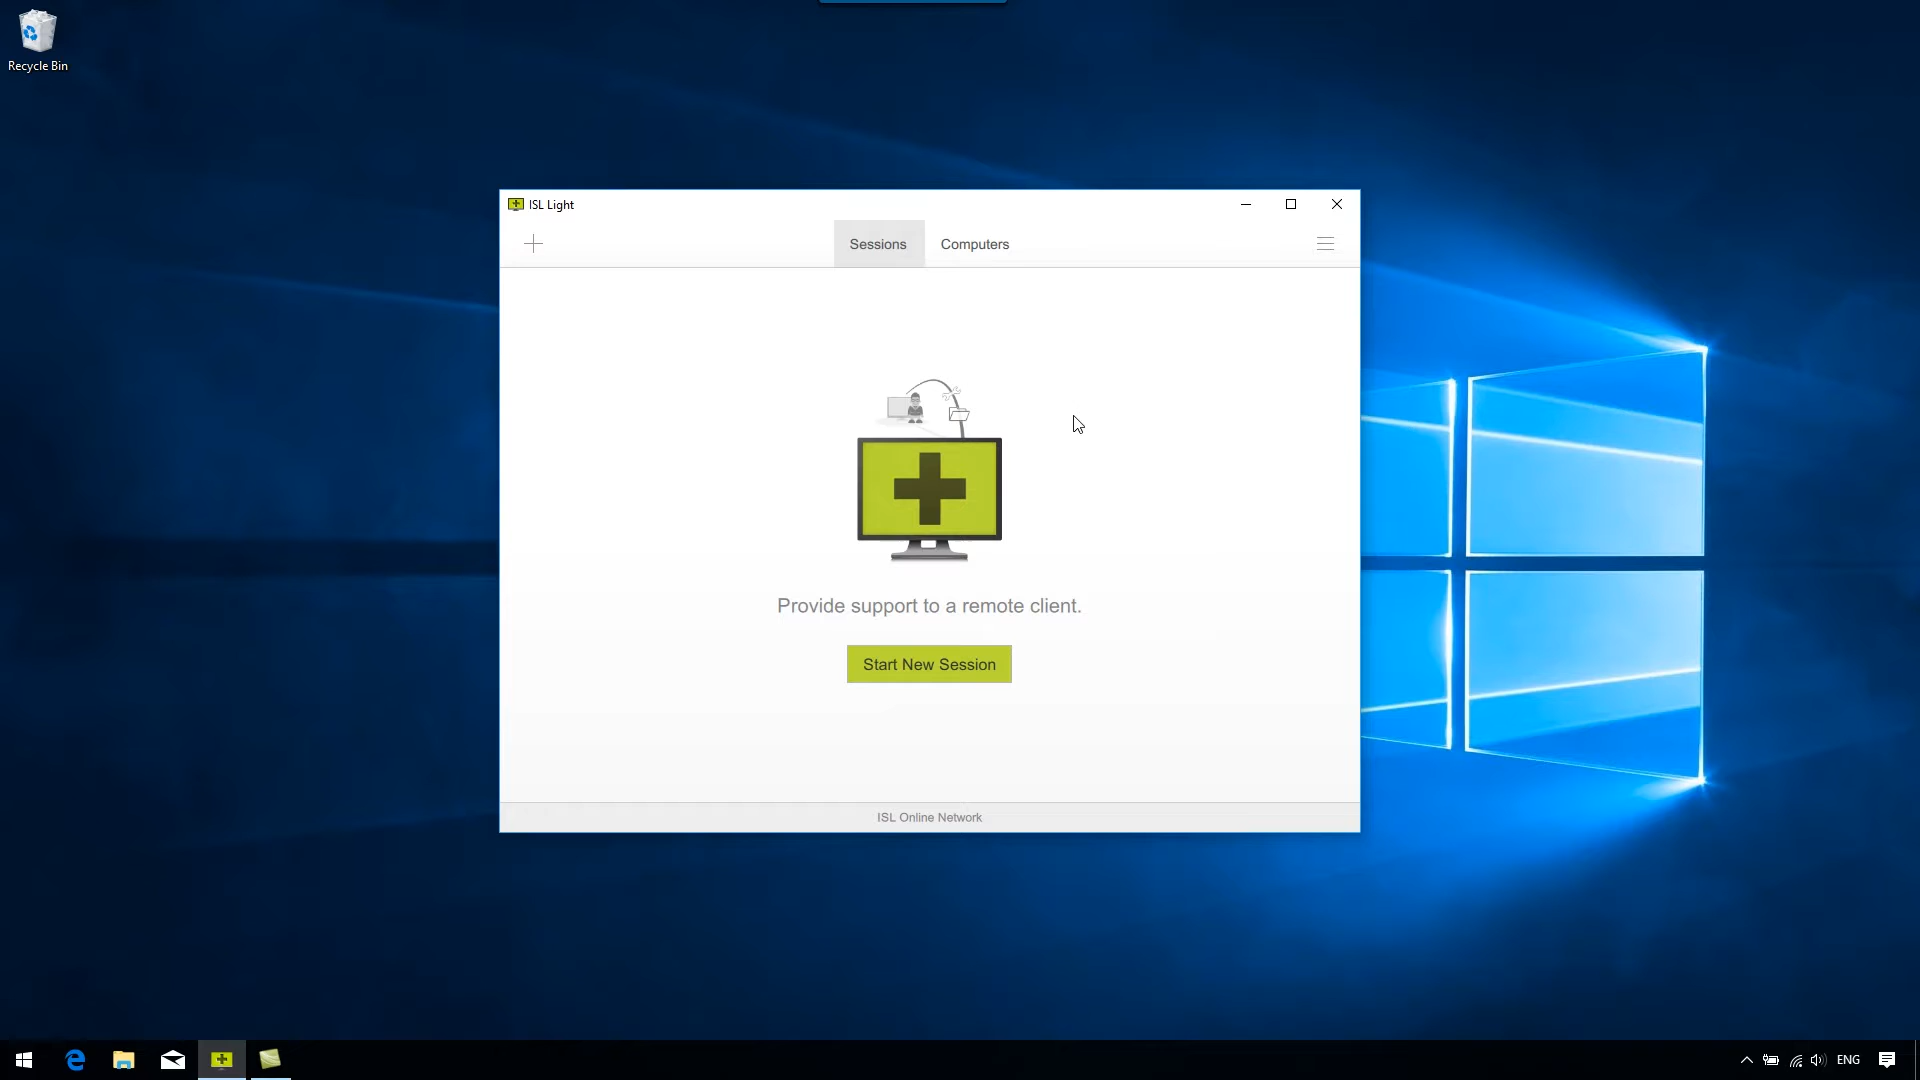 Recycle Bin
ISL Light
Sessions
Computers
Provide support to a remote client.
Start New Session
ISL Online Network
ENG